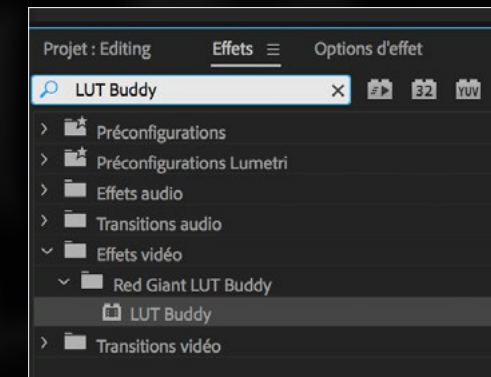 Projet : Editing Effets Options d'effet
LUT Buddy 32 YUV
Préconfigurations
Préconfigurations Lumetri
Effets audio
Transitions audio
Effets vidéo
Red Giant LUT Buddy
LUT Buddy
Transitions vidéo